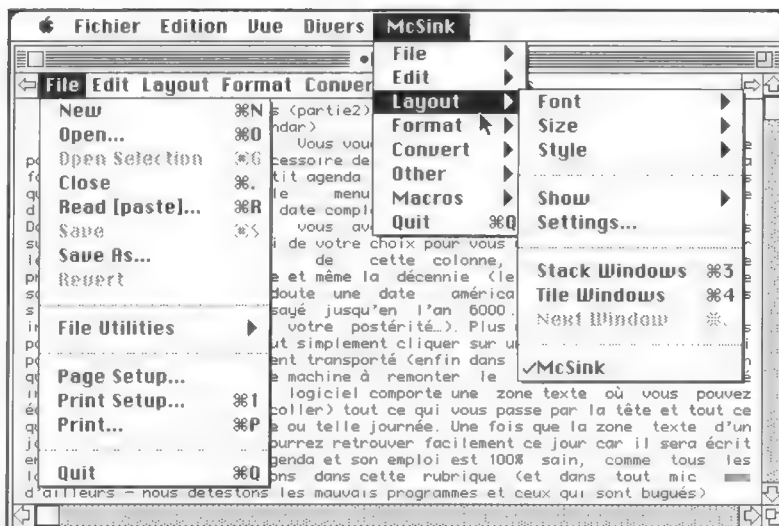 Fichier Edition Vue Divers McSink
File Edit Layout Format Conver
New ⌘N
Open... ⌘O
Open Selection ⌘G
Close ⌘.
Read [paste]... ⌘R
Save ⌘S
Save As...
Revert
File Utilities
Page Setup...
Print Setup... ⌘1
Print... ⌘P
Quit ⌘Q
File
Edit
Layout
Format
Convert
Other
Macros
Quit ⌘Q
Font
Size
Style
Show
Settings...
Stack Windows ⌘3
Tile Windows ⌘4
Next Window ⌘.
✓McSink
s (partie2)
ndar)
Vous vou
cessoire de
tit agenda
le menu
date compl
vous av
i de votre choix pour vous
de cette colonne,
e et même la décennie (le
doute une date améric
sayé jusqu'en l'an 6000.
votre postérité…). Plus
ut simplement cliquer sur u
ent transporté (enfin dans
e machine à remonter le
logiciel comporte une zone texte où vous pouvez
coller) tout ce qui vous passe par la tête et tout ce
e ou telle journée. Une fois que la zone texte d'un
ourrez retrouver facilement ce jour car il sera écrit
genda et son emploi est 100% sain, comme tous les
ns dans cette rubrique (et dans tout mic
d'ailleurs – nous détestons les mauvais programmes et ceux qui sont bugués)